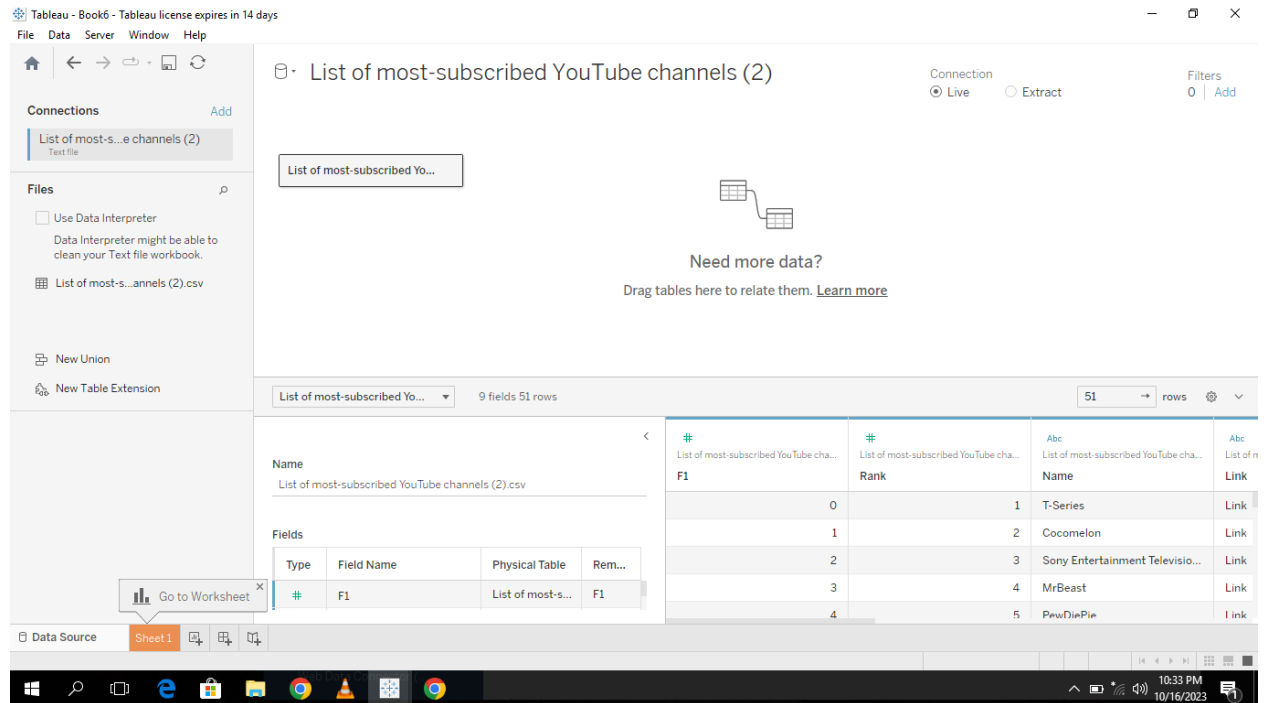 Tableau - Book6 - Tableau license expires in 14 days
File Data Server Window Help
List of most-subscribed YouTube channels (2)
Connection
Live Extract
Filters
0 Add
Connections Add
List of most-s...e channels (2)
Text file
Files
Use Data Interpreter
Data Interpreter might be able to
clean your Text file workbook.
List of most-s...annels (2).csv
New Union
New Table Extension
List of most-subscribed Yo...
Need more data?
Drag tables here to relate them. Learn more
List of most-subscribed Yo... 9 fields 51 rows 51 → rows
Name
List of most-subscribed YouTube channels (2).csv
Fields
Type Field Name Physical Table Rem...
# F1 List of most-s... F1
# # Abc Abc
List of most-subscribed YouTube cha... List of most-subscribed YouTube cha... List of most-subscribed YouTube cha... List of m
F1 Rank Name Link
0 1 T-Series Link
1 2 Cocomelon Link
2 3 Sony Entertainment Televisio... Link
3 4 MrBeast Link
4 5 PewDiePie Link
Go to Worksheet
Data Source Sheet 1
10:33 PM
10/16/2023
1